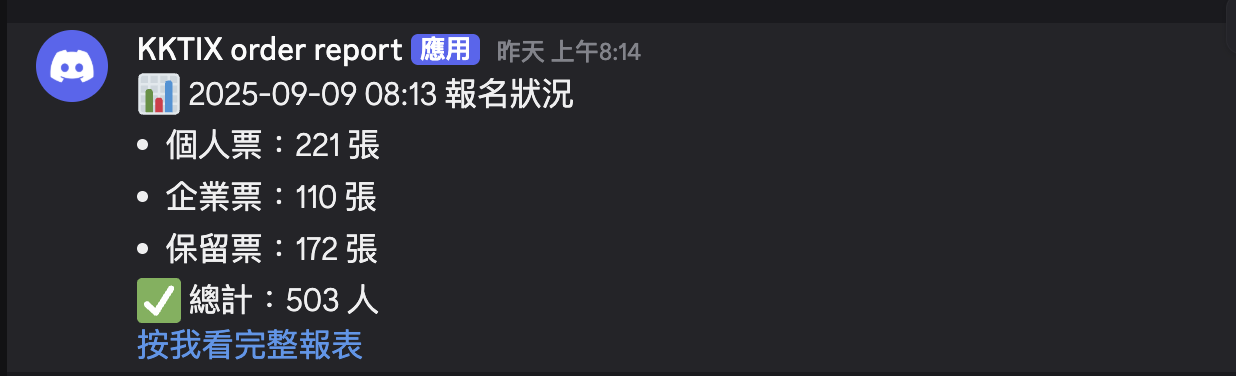 KKTIX order report 應用 昨天 上午8:14
📊 2025-09-09 08:13 報名狀況
• 個人票：221 張
• 企業票：110 張
• 保留票：172 張
✅ 總計：503 人
按我看完整報表